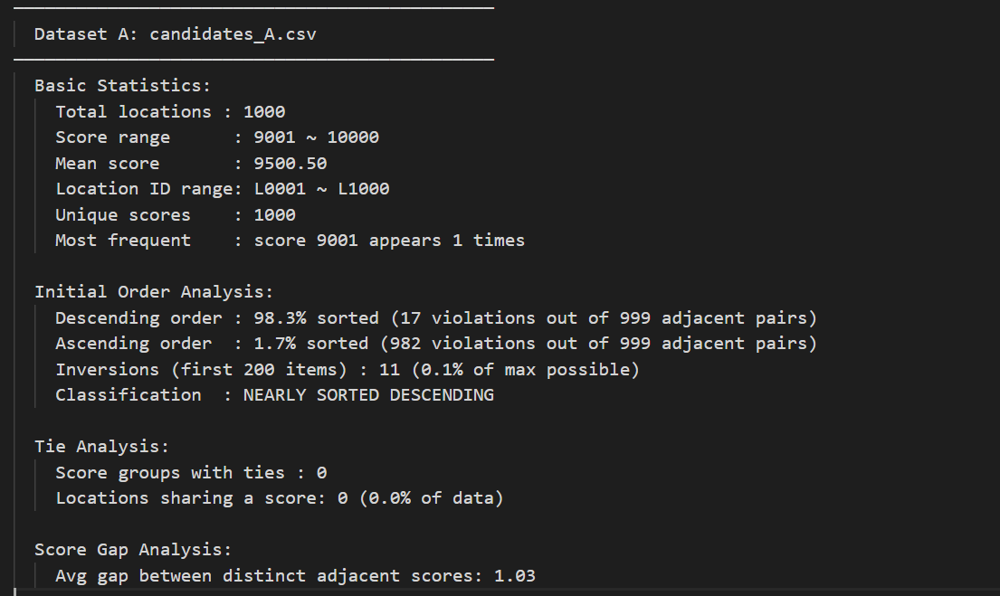 Dataset A: candidates_A.csv
Basic Statistics:
Total locations : 1000
Score range : 9001 ~ 10000
Mean score : 9500.50
Location ID range: L0001 ~ L1000
Unique scores : 1000
Most frequent : score 9001 appears 1 times
Initial Order Analysis:
Descending order : 98.3% sorted (17 violations out of 999 adjacent pairs)
Ascending order : 1.7% sorted (982 violations out of 999 adjacent pairs)
Inversions (first 200 items) : 11 (0.1% of max possible)
Classification : NEARLY SORTED DESCENDING
Tie Analysis:
Score groups with ties : 0
Locations sharing a score: 0 (0.0% of data)
Score Gap Analysis:
Avg gap between distinct adjacent scores: 1.03